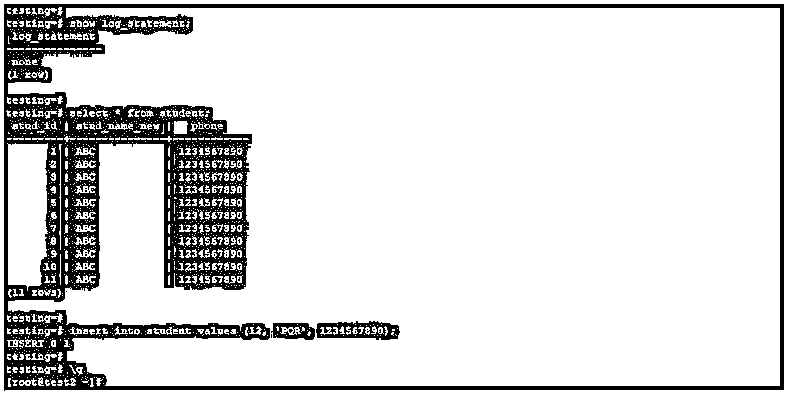 testing=#
testing=# show log_statement;
log_statement
---------------
none
(1 row)
testing=#
testing=# select * from student;
stud_id | stud_name_new | phone
---------+---------------+------------
1 | ABC | 1234567890
2 | ABC | 1234567890
3 | ABC | 1234567890
4 | ABC | 1234567890
5 | ABC | 1234567890
6 | ABC | 1234567890
7 | ABC | 1234567890
8 | ABC | 1234567890
9 | ABC | 1234567890
10 | ABC | 1234567890
11 | ABC | 1234567890
(11 rows)
testing=#
testing=# insert into student values (12, 'PQR', 1234567890);
INSERT 0 1
testing=#
testing=# \q
[root@test2 ~]#